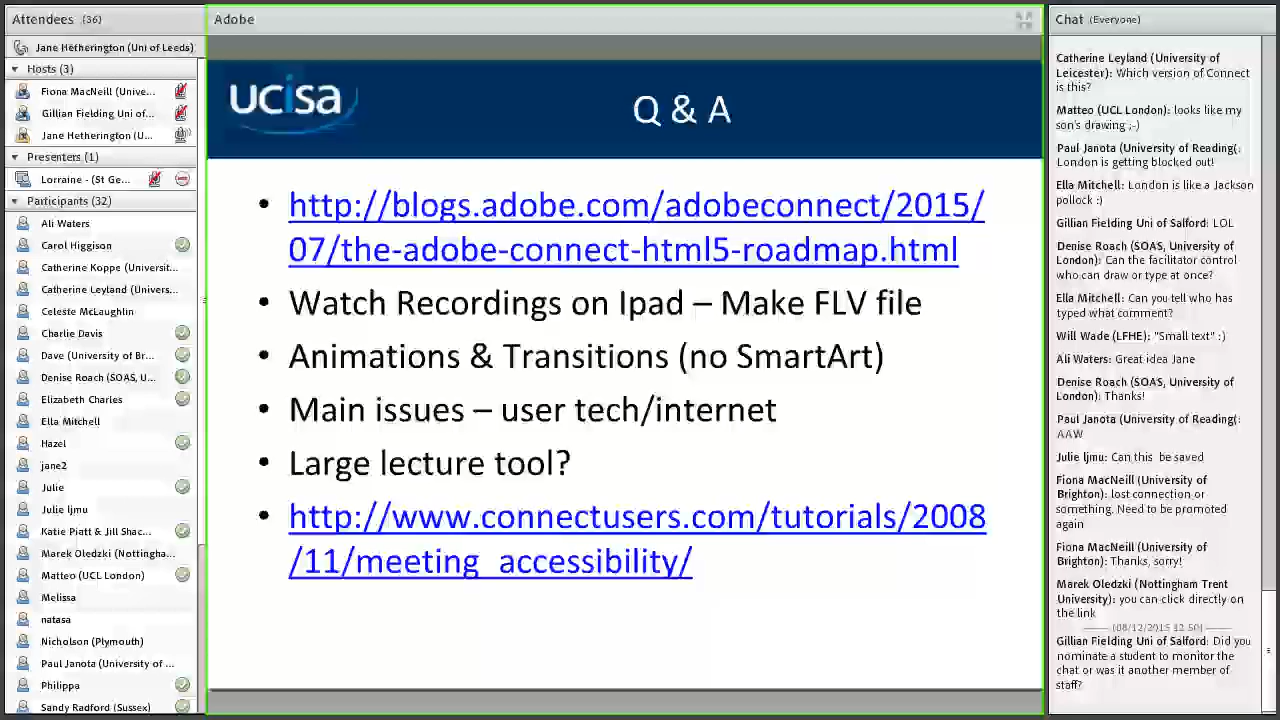 Attendees (36)
Jane Hetherington (Uni of Leeds)
Hosts (3)
Fiona MacNeill (Unive...
Gillian Fielding Uni of...
Jane Hetherington (U...
Presenters (1)
Lorraine - (St Ge...
Participants (32)
Ali Waters
Carol Higgison
Catherine Koppe (Universit...
Catherine Leyland (Univers...
Celeste McLaughlin
Charlie Davis
Dave (University of Br...
Denise Roach (SOAS, U...
Elizabeth Charles
Ella Mitchell
Hazel
jane2
Julie
Julie ljmu
Katie Piatt & Jill Shac...
Marek Oledzki (Nottingha...
Matteo (UCL London)
Melissa
natasa
Nicholson (Plymouth)
Paul Janota (University of ...
Philippa
Sandy Radford (Sussex)
Adobe
ucisa
Q & A
• http://blogs.adobe.com/adobeconnect/2015/
07/the-adobe-connect-html5-roadmap.html
• Watch Recordings on Ipad – Make FLV file
• Animations & Transitions (no SmartArt)
• Main issues – user tech/internet
• Large lecture tool?
• http://www.connectusers.com/tutorials/2008
/11/meeting_accessibility/
Chat (Everyone)
Catherine Leyland (University of
Leicester): Which version of Connect
is this?
Matteo (UCL London): looks like my
son's drawing ;-)
Paul Janota (University of Reading(:
London is getting blocked out!
Ella Mitchell: London is like a Jackson
pollock :)
Gillian Fielding Uni of Salford: LOL
Denise Roach (SOAS, University of
London): Can the facilitator control
who can draw or type at once?
Ella Mitchell: Can you tell who has
typed what comment?
Will Wade (LFHE): "Small text" :)
Ali Waters: Great idea Jane
Denise Roach (SOAS, University of
London): Thanks!
Paul Janota (University of Reading(:
AAW
Julie ljmu: Can this be saved
Fiona MacNeill (University of
Brighton): lost connection or
something. Need to be promoted
again
Fiona MacNeill (University of
Brighton): Thanks, sorry!
Marek Oledzki (Nottingham Trent
University): you can click directly on
the link
(08/12/2015 12:50)
Gillian Fielding Uni of Salford: Did you
nominate a student to monitor the
chat or was it another member of
staff?